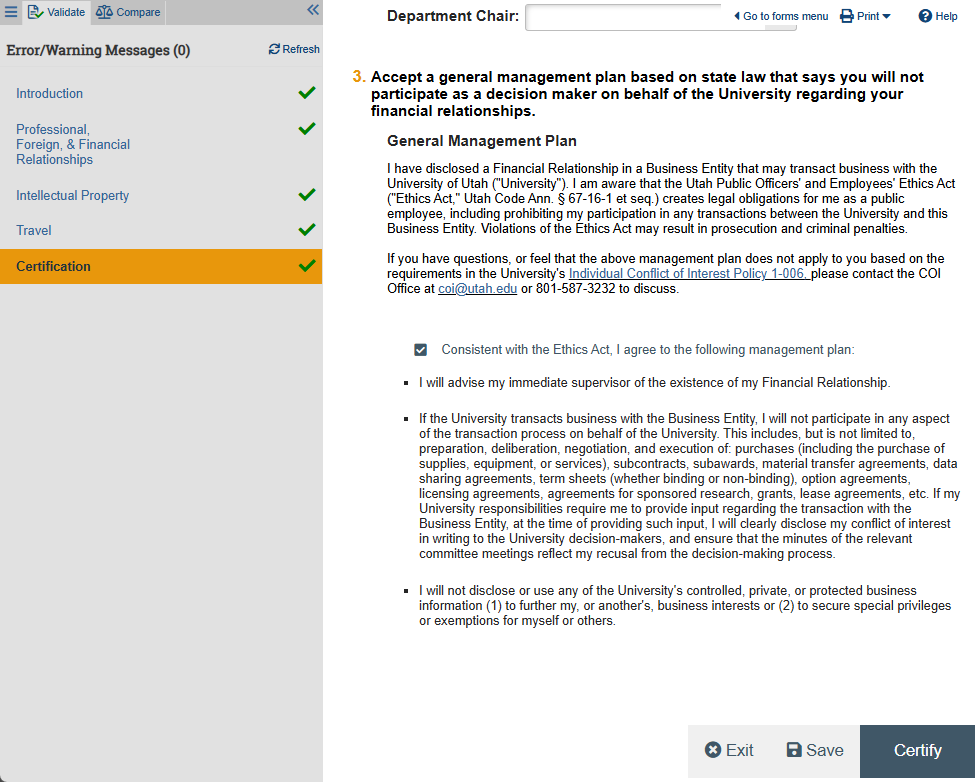 Validate Compare
Error/Warning Messages (0) Refresh
Introduction
Professional,
Foreign, & Financial
Relationships
Intellectual Property
Travel
Certification
Department Chair: Go to forms menu Print Help
3. Accept a general management plan based on state law that says you will not
participate as a decision maker on behalf of the University regarding your
financial relationships.
General Management Plan
I have disclosed a Financial Relationship in a Business Entity that may transact business with the
University of Utah ("University"). I am aware that the Utah Public Officers' and Employees' Ethics Act
("Ethics Act," Utah Code Ann. § 67-16-1 et seq.) creates legal obligations for me as a public
employee, including prohibiting my participation in any transactions between the University and this
Business Entity. Violations of the Ethics Act may result in prosecution and criminal penalties.
If you have questions, or feel that the above management plan does not apply to you based on the
requirements in the University's Individual Conflict of Interest Policy 1-006, please contact the COI
Office at coi@utah.edu or 801-587-3232 to discuss.
Consistent with the Ethics Act, I agree to the following management plan:
▪ I will advise my immediate supervisor of the existence of my Financial Relationship.
▪ If the University transacts business with the Business Entity, I will not participate in any aspect
of the transaction process on behalf of the University. This includes, but is not limited to,
preparation, deliberation, negotiation, and execution of: purchases (including the purchase of
supplies, equipment, or services), subcontracts, subawards, material transfer agreements, data
sharing agreements, term sheets (whether binding or non-binding), option agreements,
licensing agreements, agreements for sponsored research, grants, lease agreements, etc. If my
University responsibilities require me to provide input regarding the transaction with the
Business Entity, at the time of providing such input, I will clearly disclose my conflict of interest
in writing to the University decision-makers, and ensure that the minutes of the relevant
committee meetings reflect my recusal from the decision-making process.
▪ I will not disclose or use any of the University's controlled, private, or protected business
information (1) to further my, or another's, business interests or (2) to secure special privileges
or exemptions for myself or others.
Exit Save Certify